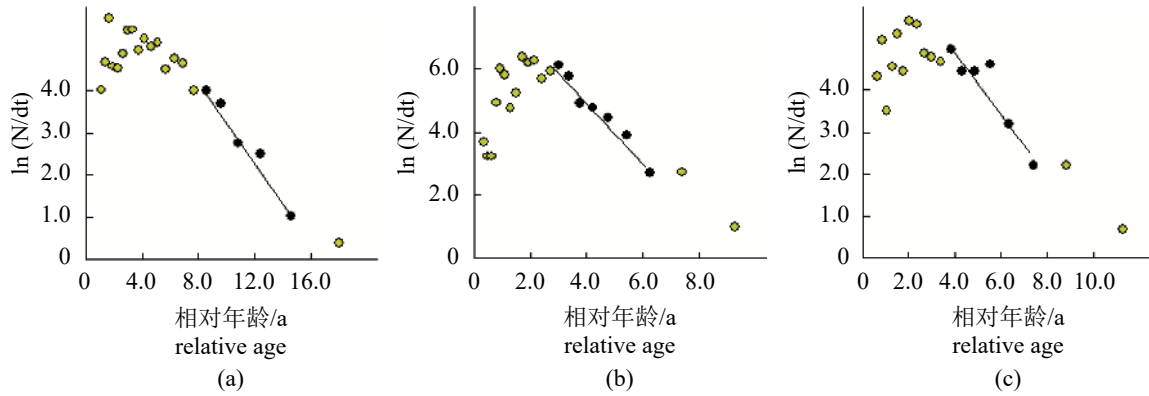 ln (N/dt)
4.0
3.0
2.0
1.0
0
0 4.0 8.0 12.0 16.0
相对年龄/a
relative age
(a)
ln (N/dt)
6.0
4.0
2.0
0
0 2.0 4.0 6.0 8.0
相对年龄/a
relative age
(b)
ln (N/dt)
4.0
3.0
2.0
1.0
0
0 2.0 4.0 6.0 8.0 10.0
相对年龄/a
relative age
(c)